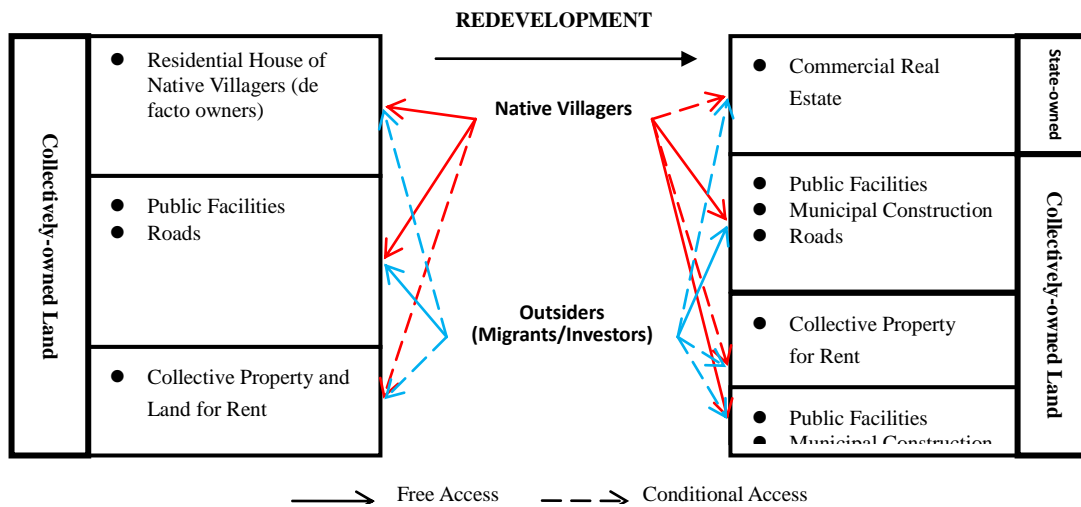 REDEVELOPMENT
Collectively-owned Land
Residential House of
Native Villagers (de
facto owners)
Public Facilities
Roads
Collective Property and
Land for Rent
Native Villagers
Outsiders
(Migrants/Investors)
Commercial Real
Estate
Public Facilities
Municipal Construction
Roads
Collective Property
for Rent
Public Facilities
Municipal Construction
State-owned
Collectively-owned Land
Free Access
Conditional Access